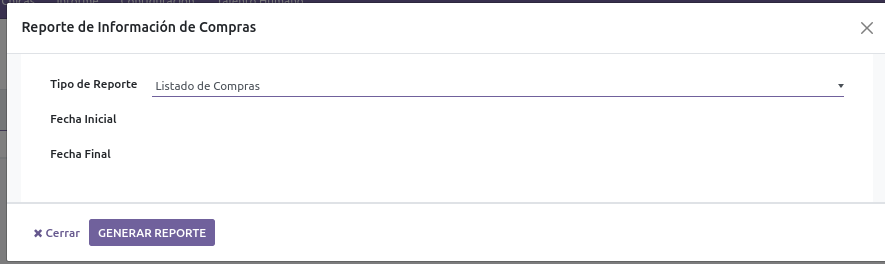 Reporte de Información de Compras
Tipo de Reporte Listado de Compras
Fecha Inicial
Fecha Final
Cerrar GENERAR REPORTE